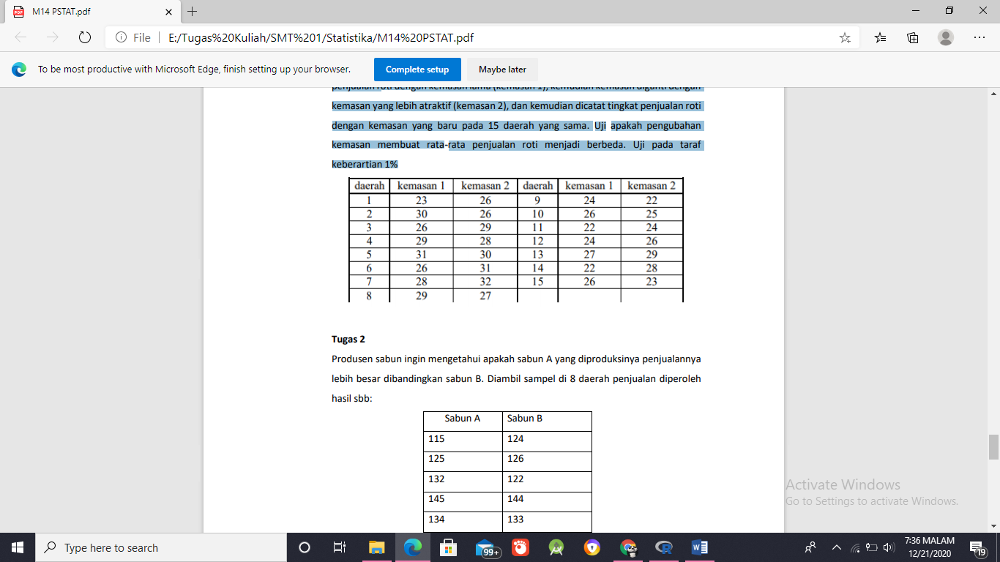 M14 PSTAT.pdf
File E:/Tugas%20Kuliah/SMT%201/Statistika/M14%20PSTAT.pdf
To be most productive with Microsoft Edge, finish setting up your browser. Complete setup Maybe later
penjualan roti dengan kemasan lama (kemasan 1), kemudian kemasan diganti dengan
kemasan yang lebih atraktif (kemasan 2), dan kemudian dicatat tingkat penjualan roti
dengan kemasan yang baru pada 15 daerah yang sama. Uji apakah pengubahan
kemasan membuat rata-rata penjualan roti menjadi berbeda. Uji pada taraf
keberartian 1%
daerah kemasan 1 kemasan 2 daerah kemasan 1 kemasan 2
1 23 26 9 24 22
2 30 26 10 26 25
3 26 29 11 22 24
4 29 28 12 24 26
5 31 30 13 27 29
6 26 31 14 22 28
7 28 32 15 26 23
8 29 27
Tugas 2
Produsen sabun ingin mengetahui apakah sabun A yang diproduksinya penjualannya
lebih besar dibandingkan sabun B. Diambil sampel di 8 daerah penjualan diperoleh
hasil sbb:
Sabun A Sabun B
115 124
125 126
132 122
145 144
134 133
Activate Windows
Go to Settings to activate Windows.
Type here to search
99+
7:36 MALAM
12/21/2020
19